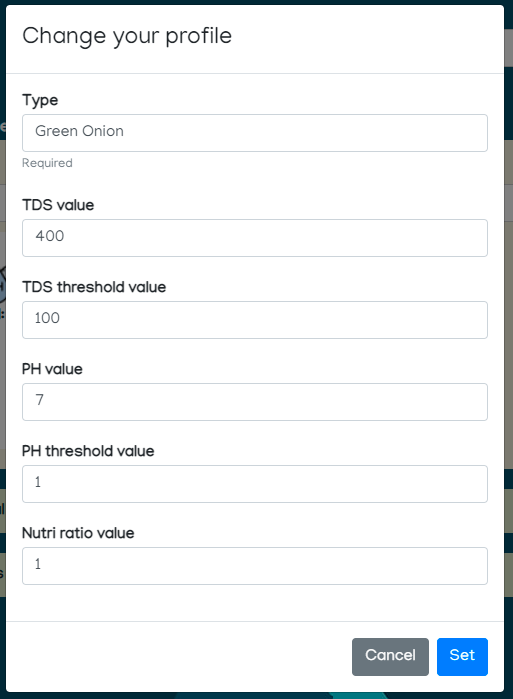 Change your profile
Type
Green Onion
Required
TDS value
400
TDS threshold value
100
PH value
7
PH threshold value
1
Nutri ratio value
1
Cancel Set